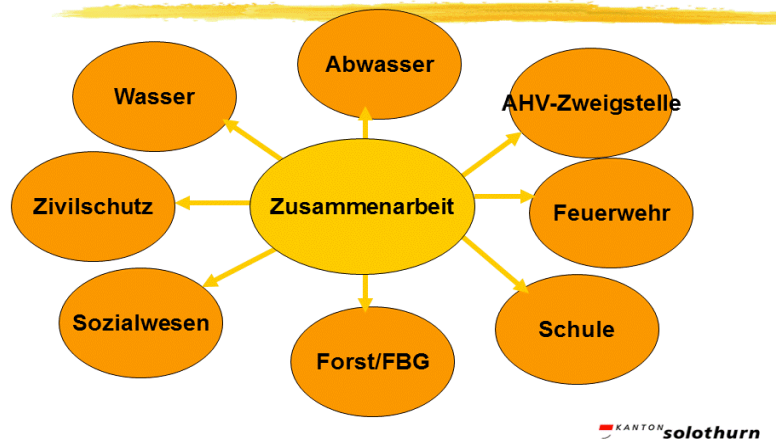 Abwasser
Wasser
AHV-Zweigstelle
Zivilschutz
Zusammenarbeit
Feuerwehr
Sozialwesen
Schule
Forst/FBG
KANTON solothurn